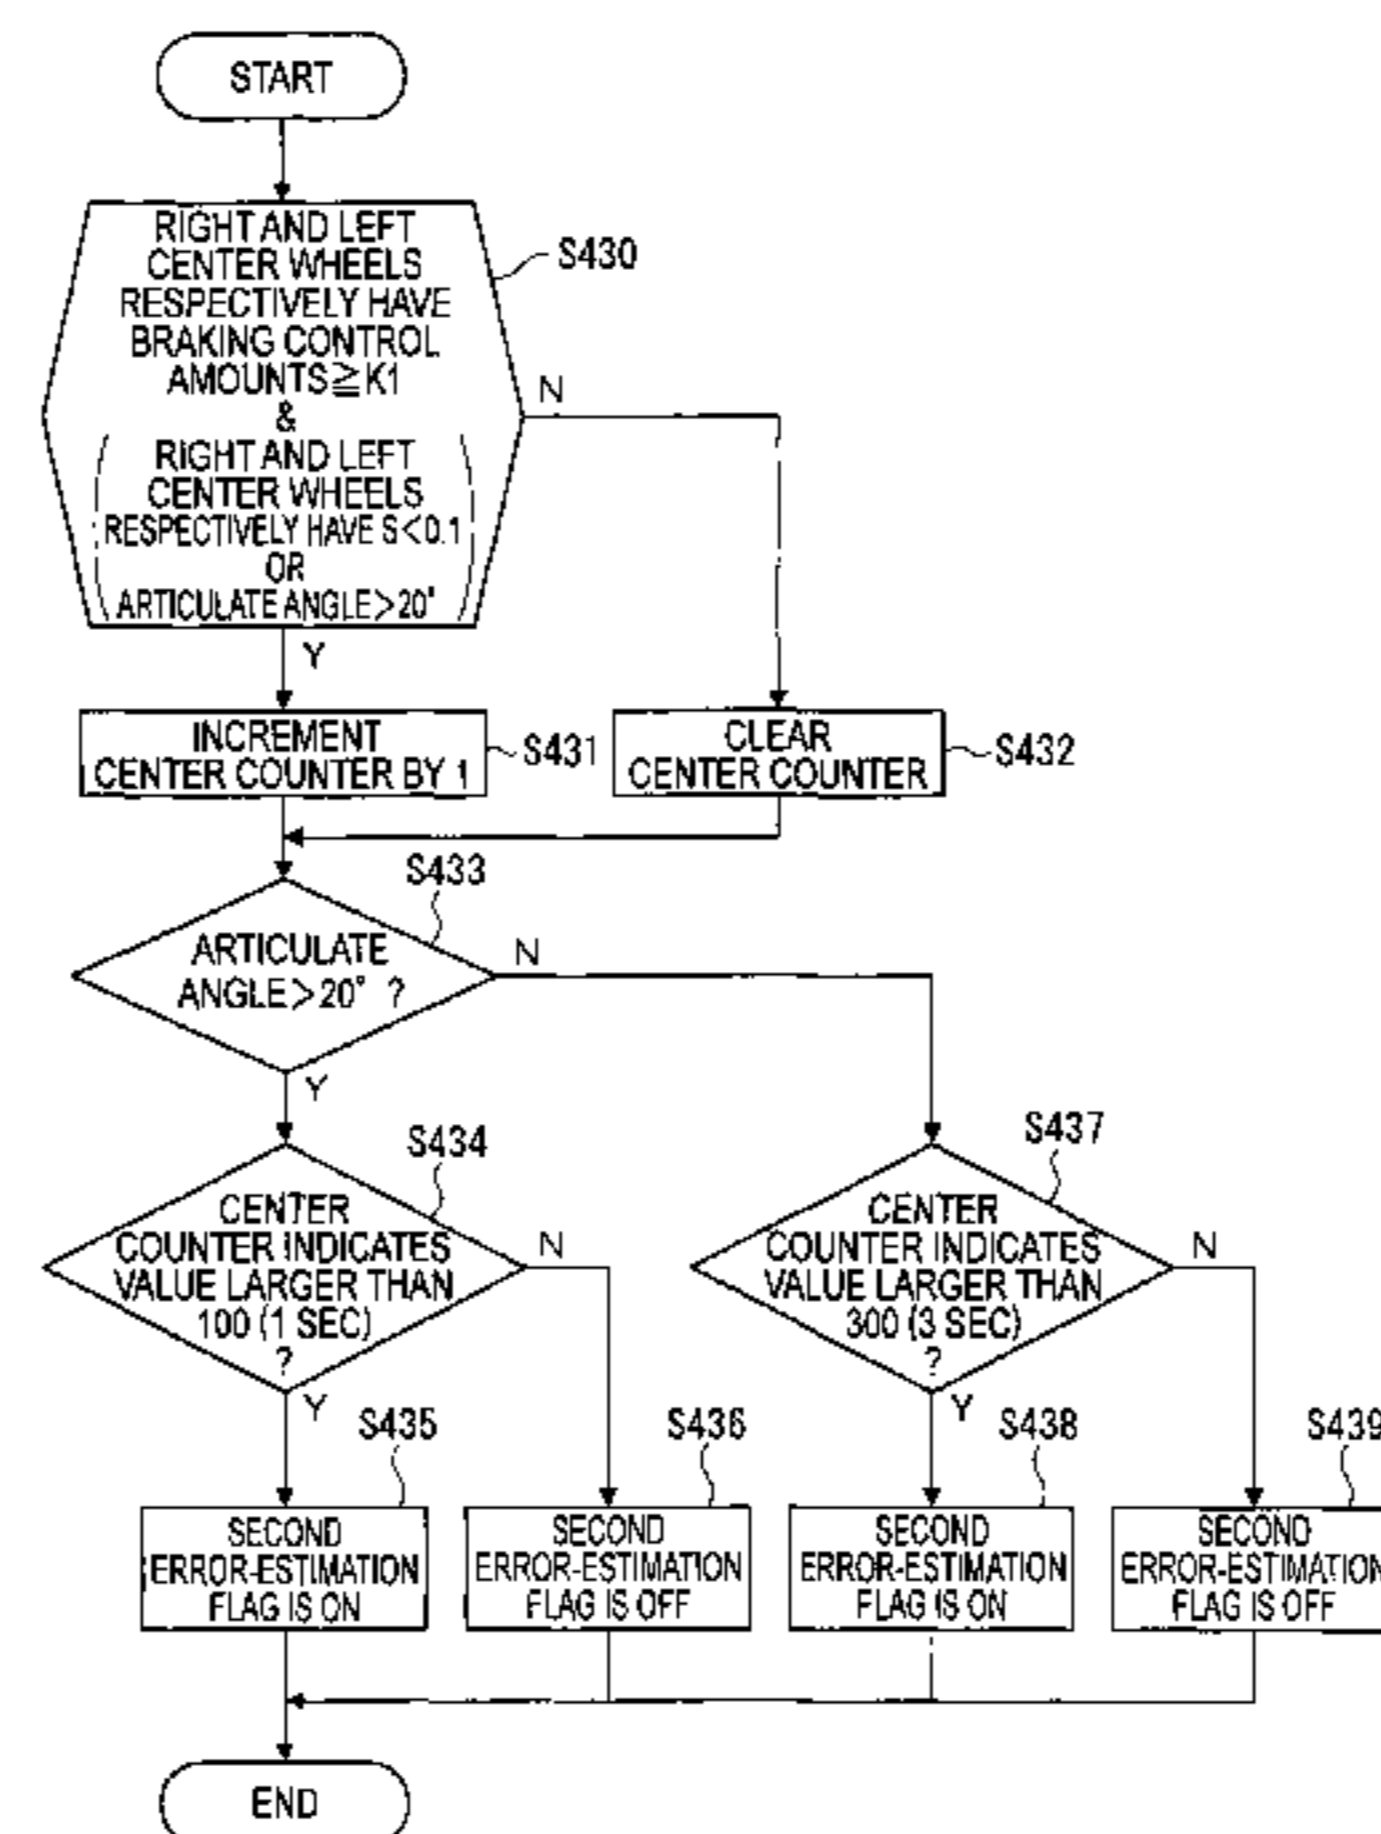 START
RIGHT AND LEFT
CENTER WHEELS
RESPECTIVELY HAVE
BRAKING CONTROL
AMOUNTS≧K1
&
RIGHT AND LEFT
CENTER WHEELS
RESPECTIVELY HAVE S<0.1
OR
ARTICULATE ANGLE>20°
S430
N
Y
INCREMENT
CENTER COUNTER BY 1
S431
CLEAR
CENTER COUNTER
S432
S433
ARTICULATE
ANGLE>20° ?
N
Y
S434
CENTER
COUNTER INDICATES
VALUE LARGER THAN
100 (1 SEC)
?
N
Y
S437
CENTER
COUNTER INDICATES
VALUE LARGER THAN
300 (3 SEC)
?
N
Y
S435
SECOND
ERROR-ESTIMATION
FLAG IS ON
S436
SECOND
ERROR-ESTIMATION
FLAG IS OFF
S438
SECOND
ERROR-ESTIMATION
FLAG IS ON
S439
SECOND
ERROR-ESTIMATION
FLAG IS OFF
END